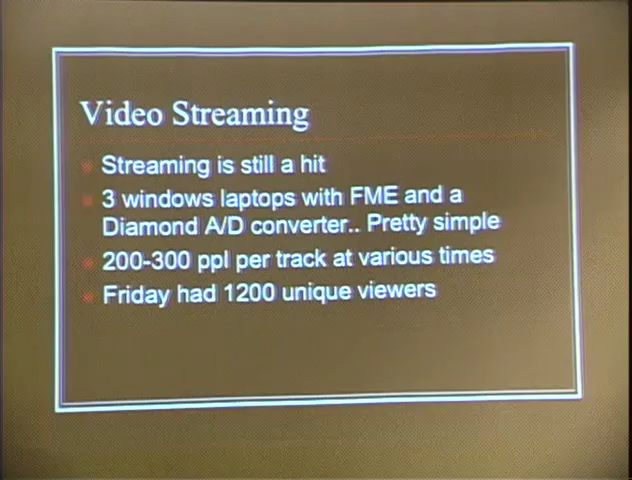 Video Streaming
Streaming is still a hit
3 windows laptops with FME and a
Diamond A/D converter.. Pretty simple
200-300 ppl per track at various times
Friday had 1200 unique viewers